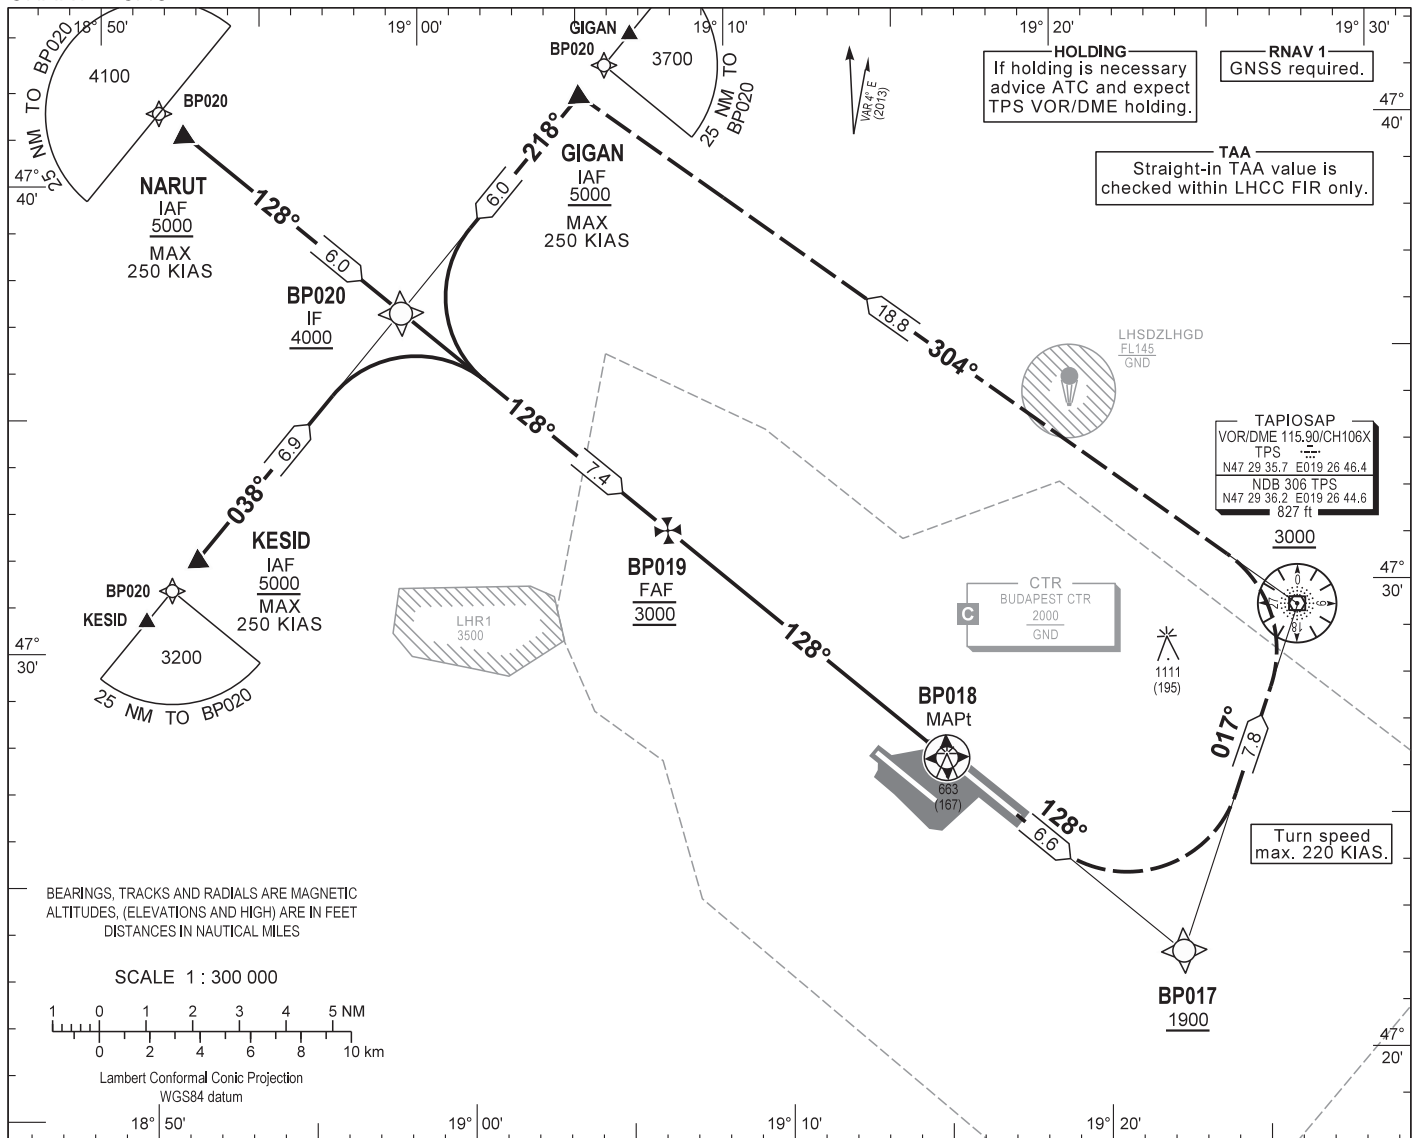 18° 50'
19° 00'
19° 10'
19° 20'
19° 30'
25 NM TO BP020
4100
BP020
GIGAN
BP020
3700
25 NM TO BP020
VAR 4° E
(2013)
HOLDING
If holding is necessary
advice ATC and expect
TPS VOR/DME holding.
RNAV 1
GNSS required.
47°
40'
TAA
Straight-in TAA value is
checked within LHCC FIR only.
47°
40'
NARUT
IAF
5000
MAX
250 KIAS
128°
6.0
218°
6.0
GIGAN
IAF
5000
MAX
250 KIAS
BP020
IF
4000
18.8
304°
LHSDZLHGD
FL145
GND
128°
7.4
TAPIOSAP
VOR/DME 115.90/CH106X
TPS
N47 29 35.7 E019 26 46.4
NDB 306 TPS
N47 29 36.2 E019 26 44.6
827 ft
3000
6.9
038°
KESID
IAF
5000
MAX
250 KIAS
BP020
KESID
3200
25 NM TO BP020
BP019
FAF
3000
LHR1
3500
CTR
BUDAPEST CTR
C
2000
GND
0
9
18
27
47°
30'
47°
30'
128°
1111
(195)
BP018
MAPt
663
(167)
017°
7.8
128°
6.6
Turn speed
max. 220 KIAS.
BP017
1900
BEARINGS, TRACKS AND RADIALS ARE MAGNETIC
ALTITUDES, (ELEVATIONS AND HIGH) ARE IN FEET
DISTANCES IN NAUTICAL MILES
SCALE 1 : 300 000
1 0 1 2 3 4 5 NM
0 2 4 6 8 10 km
Lambert Conformal Conic Projection
WGS84 datum
47°
20'
18° 50'
19° 00'
19° 10'
19° 20'